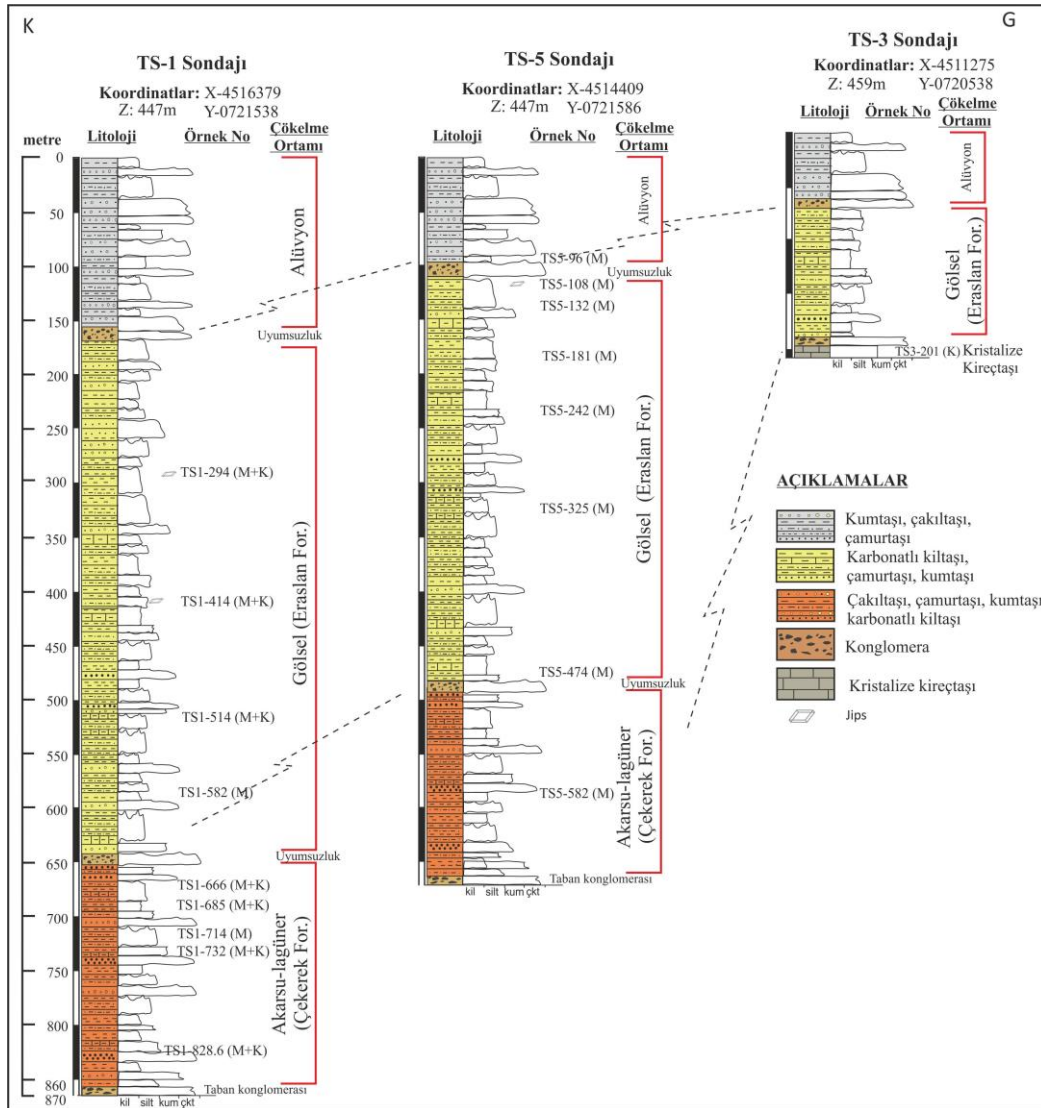 K
G
TS-1 Sondajı
Koordinatlar: X-4516379
Z: 447m Y-0721538
metre
Litoloji Örnek No Çökelme Ortamı
0
50
100
150
200
250
300
350
400
450
500
550
600
650
700
750
800
860
870
Alüvyon
Uyumsuzluk
TS1-294 (M+K)
TS1-414 (M+K)
TS1-514 (M+K)
TS1-582 (M)
Gölsel (Eraslan For.)
Uyumsuzluk
TS1-666 (M+K)
TS1-685 (M+K)
TS1-714 (M)
TS1-732 (M+K)
TS1-828.6 (M+K)
Akarsu-lagüner
(Çekerek For.)
Taban konglomerası
kil silt kum çkt
TS-5 Sondajı
Koordinatlar: X-4514409
Z: 447m Y-0721586
Litoloji Örnek No Çökelme Ortamı
Alüvyon
TS5-96 (M)
Uyumsuzluk
TS5-108 (M)
TS5-132 (M)
TS5-181 (M)
TS5-242 (M)
TS5-325 (M)
TS5-474 (M)
Gölsel (Eraslan For.)
Uyumsuzluk
TS5-582 (M)
Akarsu-lagüner
((Çekerek For.)
Taban konglomerası
kil silt kum çkt
TS-3 Sondajı
Koordinatlar: X-4511275
Z: 459m Y-0720538
Litoloji Örnek No Çökelme Ortamı
Alüvyon
Gölsel
(Eraslan For.)
TS3-201 (K) Kristalize
Kireçtaşı
kil silt kum çkt
AÇIKLAMALAR
Kumtaşı, çakıltaşı,
çamurtaşı
Karbonatlı kiltaşı,
çamurtaşı, kumtaşı
Çakıltaşı, çamurtaşı, kumtaşı
karbonatlı kiltaşı
Konglomera
Kristalize kireçtaşı
Jips